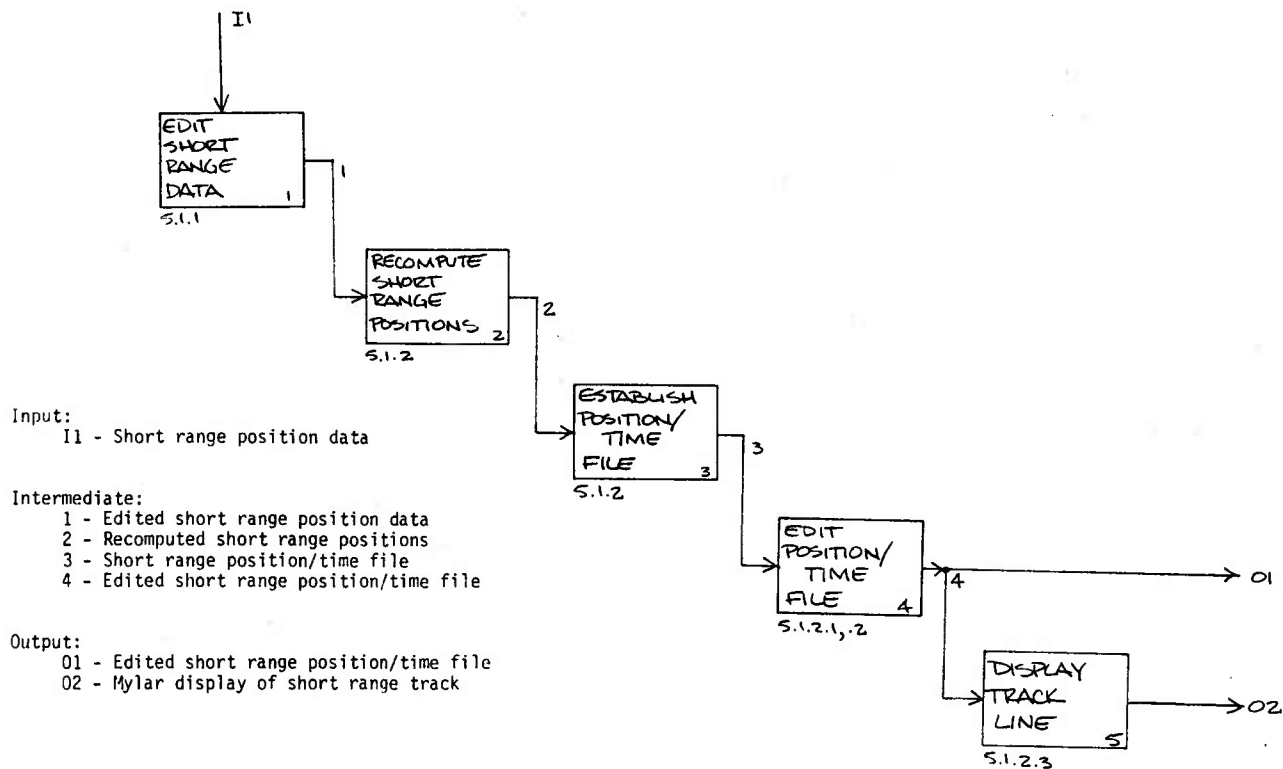 I1
EDIT
SHORT
RANGE
DATA 1
5.1.1
1
RECOMPUTE
SHORT
RANGE
POSITIONS 2
5.1.2
2
ESTABLISH
POSITION/
TIME
FILE 3
5.1.2
3
EDIT
POSITION/
TIME
FILE 4
5.1.2.1,.2
4
O1
DISPLAY
TRACK
LINE 5
5.1.2.3
O2
Input:
I1 - Short range position data
Intermediate:
1 - Edited short range position data
2 - Recomputed short range positions
3 - Short range position/time file
4 - Edited short range position/time file
Output:
O1 - Edited short range position/time file
O2 - Mylar display of short range track